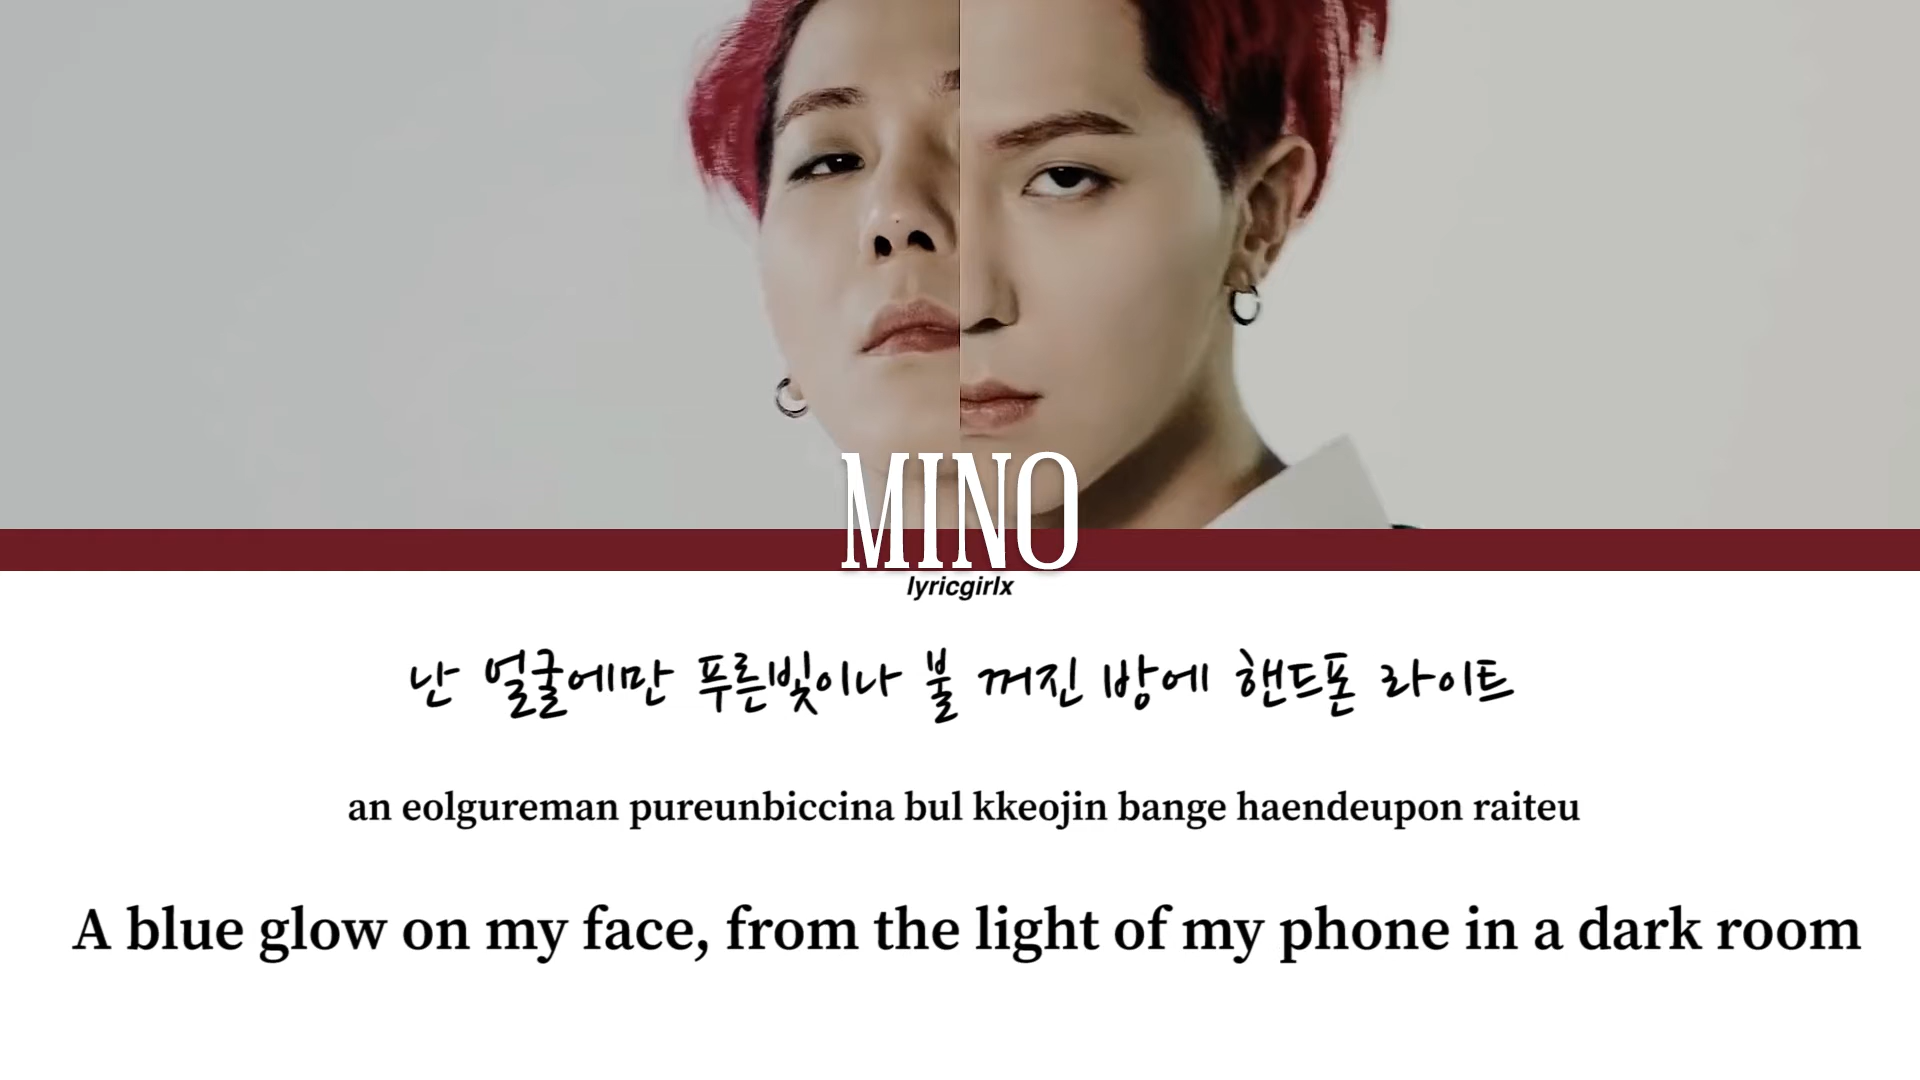 MINO
lyricgirlx
난 얼굴에만 푸른빛이나 불 꺼진 방에 핸드폰 라이트
an eolgureman pureunbiccina bul kkeojin bange haendeupon raiteu
A blue glow on my face, from the light of my phone in a dark room